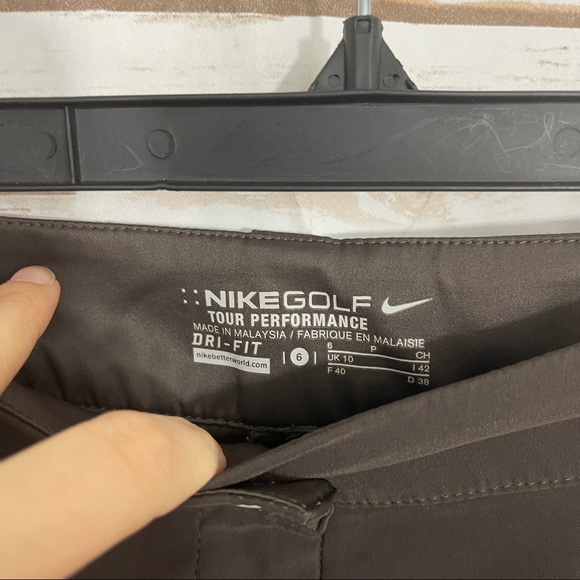 NIKEGOLF
TOUR PERFORMANCE
MADE IN MALAYSIA / FABRIQUE EN MALAISIE
DRI-FIT
nikebetterworld.com
6
6 P CH
UK 10 I 42
F 40 D 38